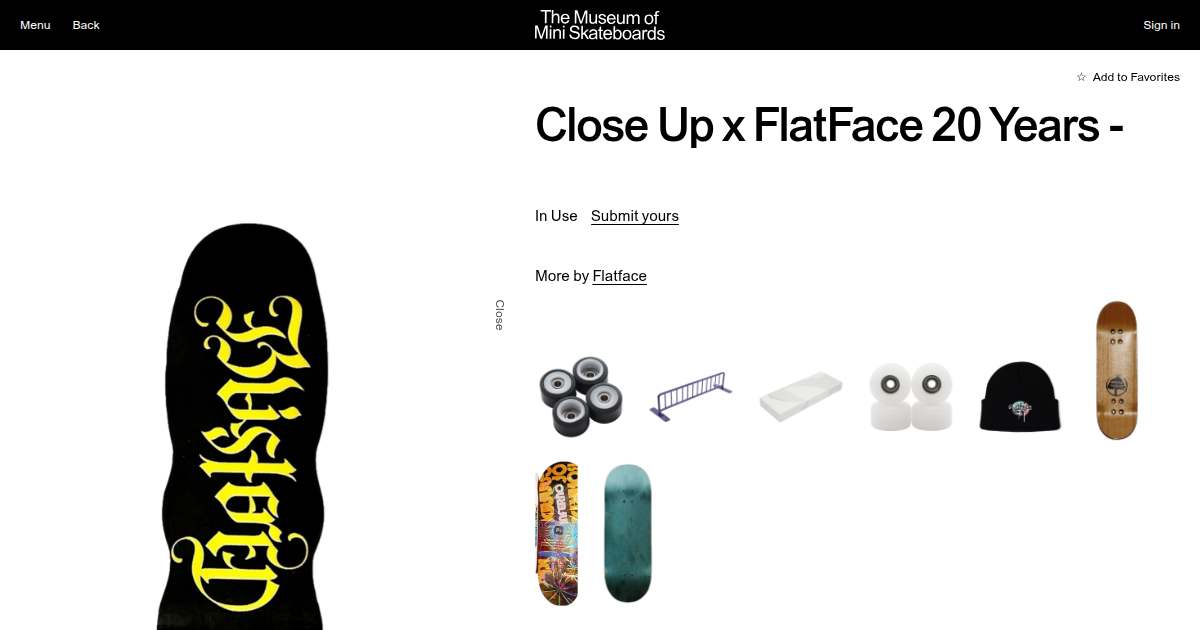 Menu
Back
The Museum of
Mini Skateboards
Sign in
☆ Add to Favorites
Close Up x FlatFace 20 Years -
In Use
Submit yours
More by Flatface
Close